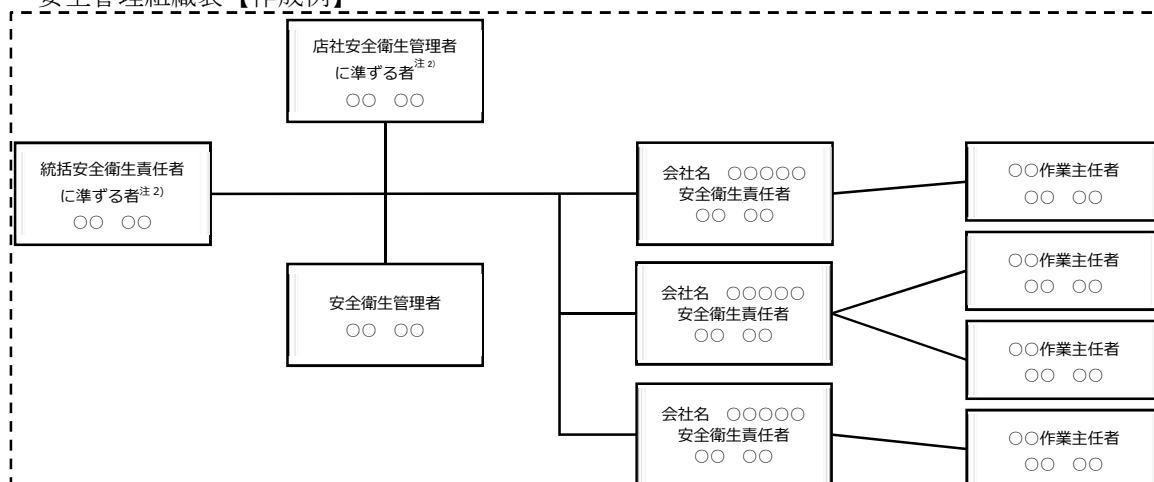 安全管理組織表【作成例】
店社安全衛生管理者
に準ずる者注 2)
○○　○○
統括安全衛生責任者
に準ずる者注 2)
○○　○○
安全衛生管理者
○○　○○
会社名　○○○○○
安全衛生責任者
○○　○○
会社名　○○○○○
安全衛生責任者
○○　○○
会社名　○○○○○
安全衛生責任者
○○　○○
○○作業主任者
○○　○○
○○作業主任者
○○　○○
○○作業主任者
○○　○○
○○作業主任者
○○　○○